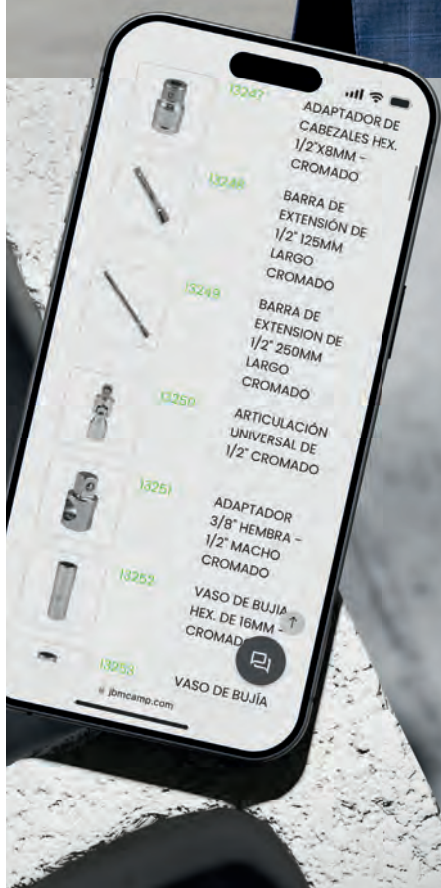 13247
ADAPTADOR DE
CABEZALES HEX.
1/2"X8MM -
CROMADO
13248
BARRA DE
EXTENSIÓN DE
1/2" 125MM
LARGO
CROMADO
13249
BARRA DE
EXTENSION DE
1/2" 250MM
LARGO
CROMADO
13250
ARTICULACIÓN
UNIVERSAL DE
1/2" CROMADO
13251
ADAPTADOR
3/8" HEMBRA -
1/2" MACHO
CROMADO
13252
VASO DE BUJIA
HEX. DE 16MM -
CROMAD
13253
VASO DE BUJÍA
jbmcamp.com